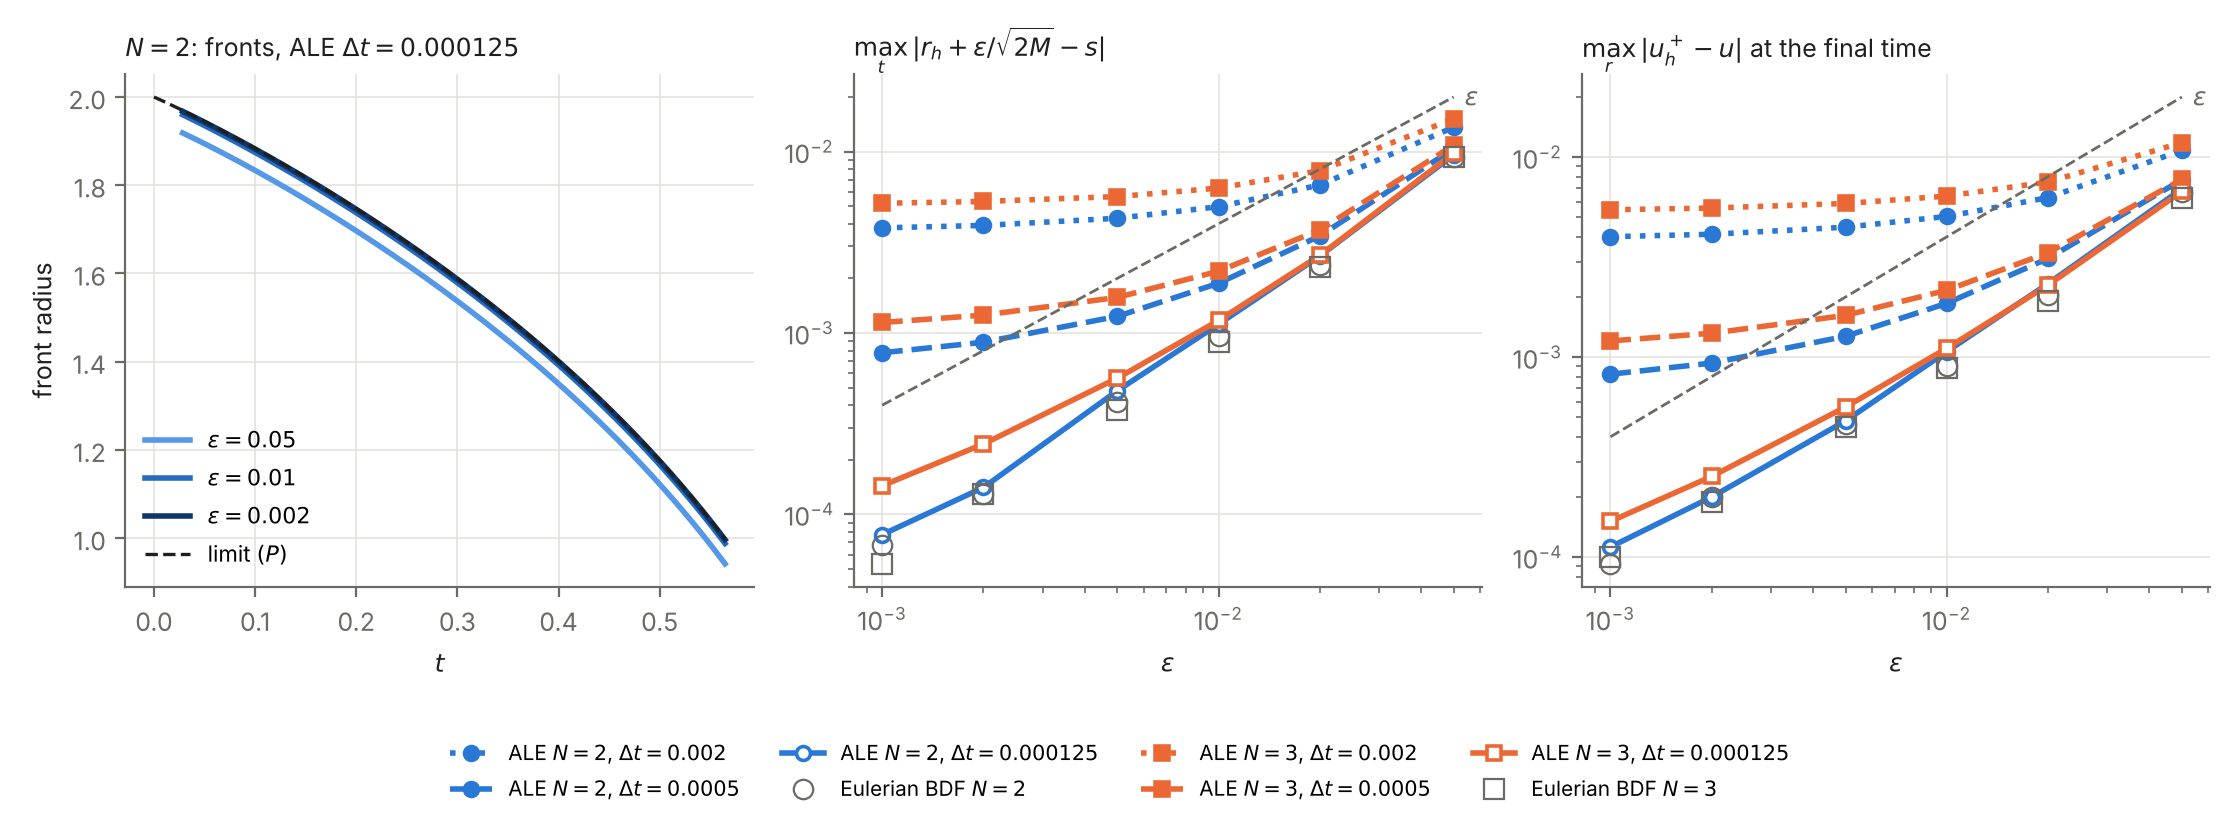 N = 2: fronts, ALE Δt = 0.000125
front radius
2.0
1.8
1.6
1.4
1.2
1.0
ε = 0.05
ε = 0.01
ε = 0.002
limit (P)
0.0 0.1 0.2 0.3 0.4 0.5
t
max_t |r_h + ε/√2M − s|
10⁻²
10⁻³
10⁻⁴
ε
10⁻³ 10⁻²
ε
max_r |u_h⁺ − u| at the final time
10⁻²
10⁻³
10⁻⁴
ε
10⁻³ 10⁻²
ε
ALE N = 2, Δt = 0.002
ALE N = 2, Δt = 0.0005
ALE N = 2, Δt = 0.000125
Eulerian BDF N = 2
ALE N = 3, Δt = 0.002
ALE N = 3, Δt = 0.0005
ALE N = 3, Δt = 0.000125
Eulerian BDF N = 3